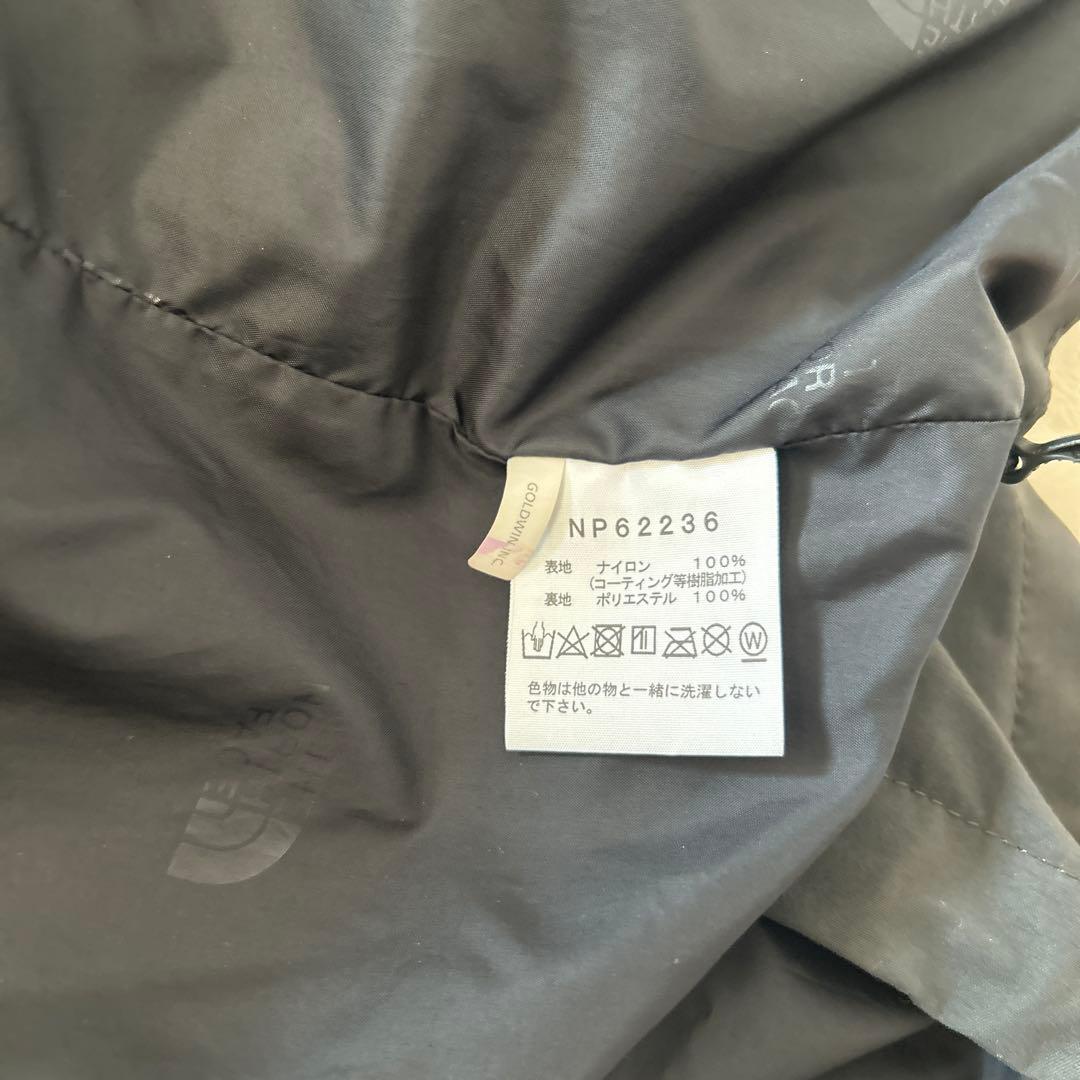 GOLDWIN INC.
NP62236
表地 ナイロン 100%
(コーティング等樹脂加工)
裏地 ポリエステル 100%
W
色物は他の物と一緒に洗濯しない
で下さい。